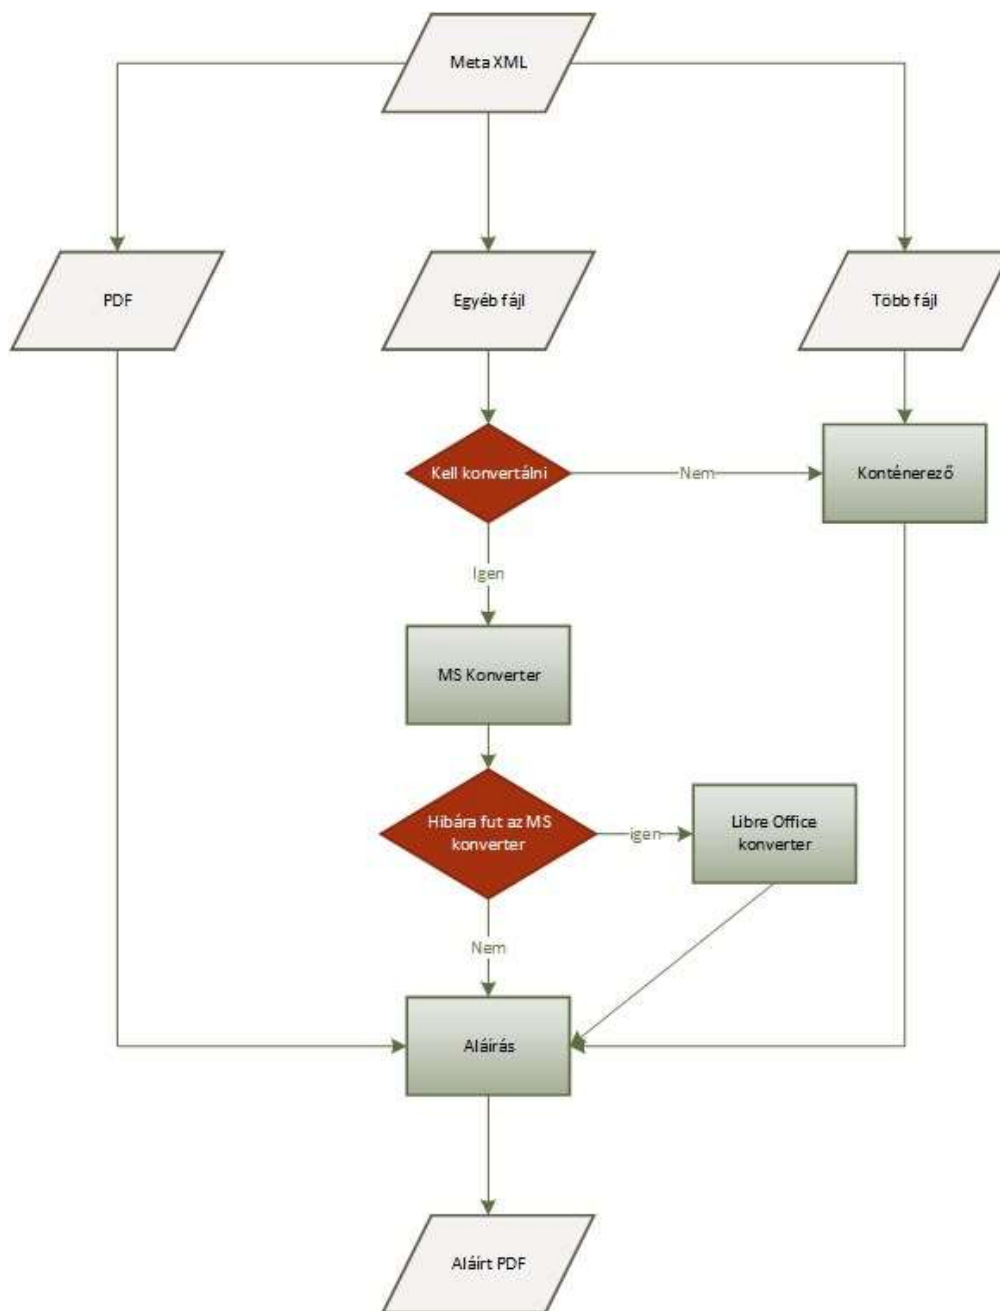 Meta XML
PDF
Egyéb fájl
Több fájl
Kell konvertálni
Nem
Konténerező
Igen
MS Konverter
Hibára fut az MS
konverter
igen
Libre Office
konverter
Nem
Aláírás
Aláírt PDF